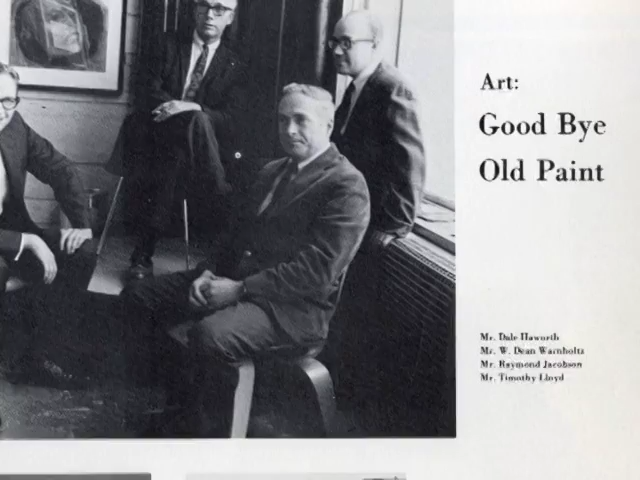 Art:
Good Bye
Old Paint
Mr. Dale Haworth
Mr. W. Dean Warnholtz
Mr. Raymond Jacobson
Mr. Timothy Lloyd